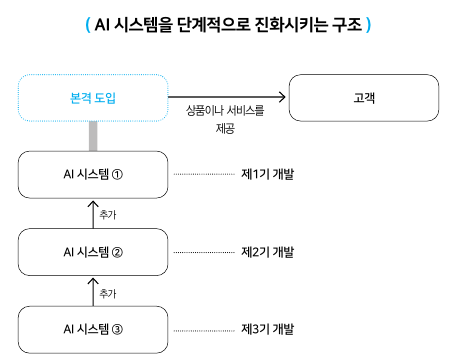 ( AI 시스템을 단계적으로 진화시키는 구조 )
본격 도입
고객
상품이나 서비스를
제공
AI 시스템 ①
제1기 개발
추가
AI 시스템 ②
제2기 개발
추가
AI 시스템 ③
제3기 개발